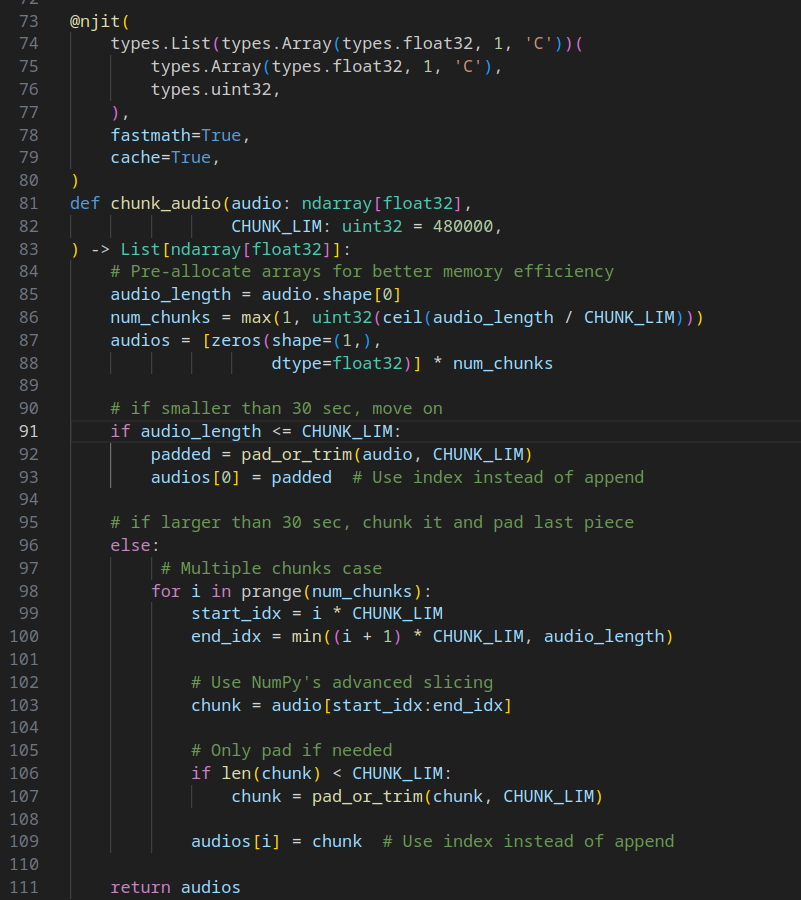 72
73 @njit(
74     types.List(types.Array(types.float32, 1, 'C'))(
75         types.Array(types.float32, 1, 'C'),
76         types.uint32,
77     ),
78     fastmath=True,
79     cache=True,
80 )
81 def chunk_audio(audio: ndarray[float32],
82                 CHUNK_LIM: uint32 = 480000,
83 ) -> List[ndarray[float32]]:
84     # Pre-allocate arrays for better memory efficiency
85     audio_length = audio.shape[0]
86     num_chunks = max(1, uint32(ceil(audio_length / CHUNK_LIM)))
87     audios = [zeros(shape=(1,),
88                     dtype=float32)] * num_chunks
89
90     # if smaller than 30 sec, move on
91     if audio_length <= CHUNK_LIM:
92         padded = pad_or_trim(audio, CHUNK_LIM)
93         audios[0] = padded  # Use index instead of append
94
95     # if larger than 30 sec, chunk it and pad last piece
96     else:
97          # Multiple chunks case
98         for i in prange(num_chunks):
99             start_idx = i * CHUNK_LIM
100             end_idx = min((i + 1) * CHUNK_LIM, audio_length)
101
102             # Use NumPy's advanced slicing
103             chunk = audio[start_idx:end_idx]
104
105             # Only pad if needed
106             if len(chunk) < CHUNK_LIM:
107                 chunk = pad_or_trim(chunk, CHUNK_LIM)
108
109             audios[i] = chunk  # Use index instead of append
110
111     return audios